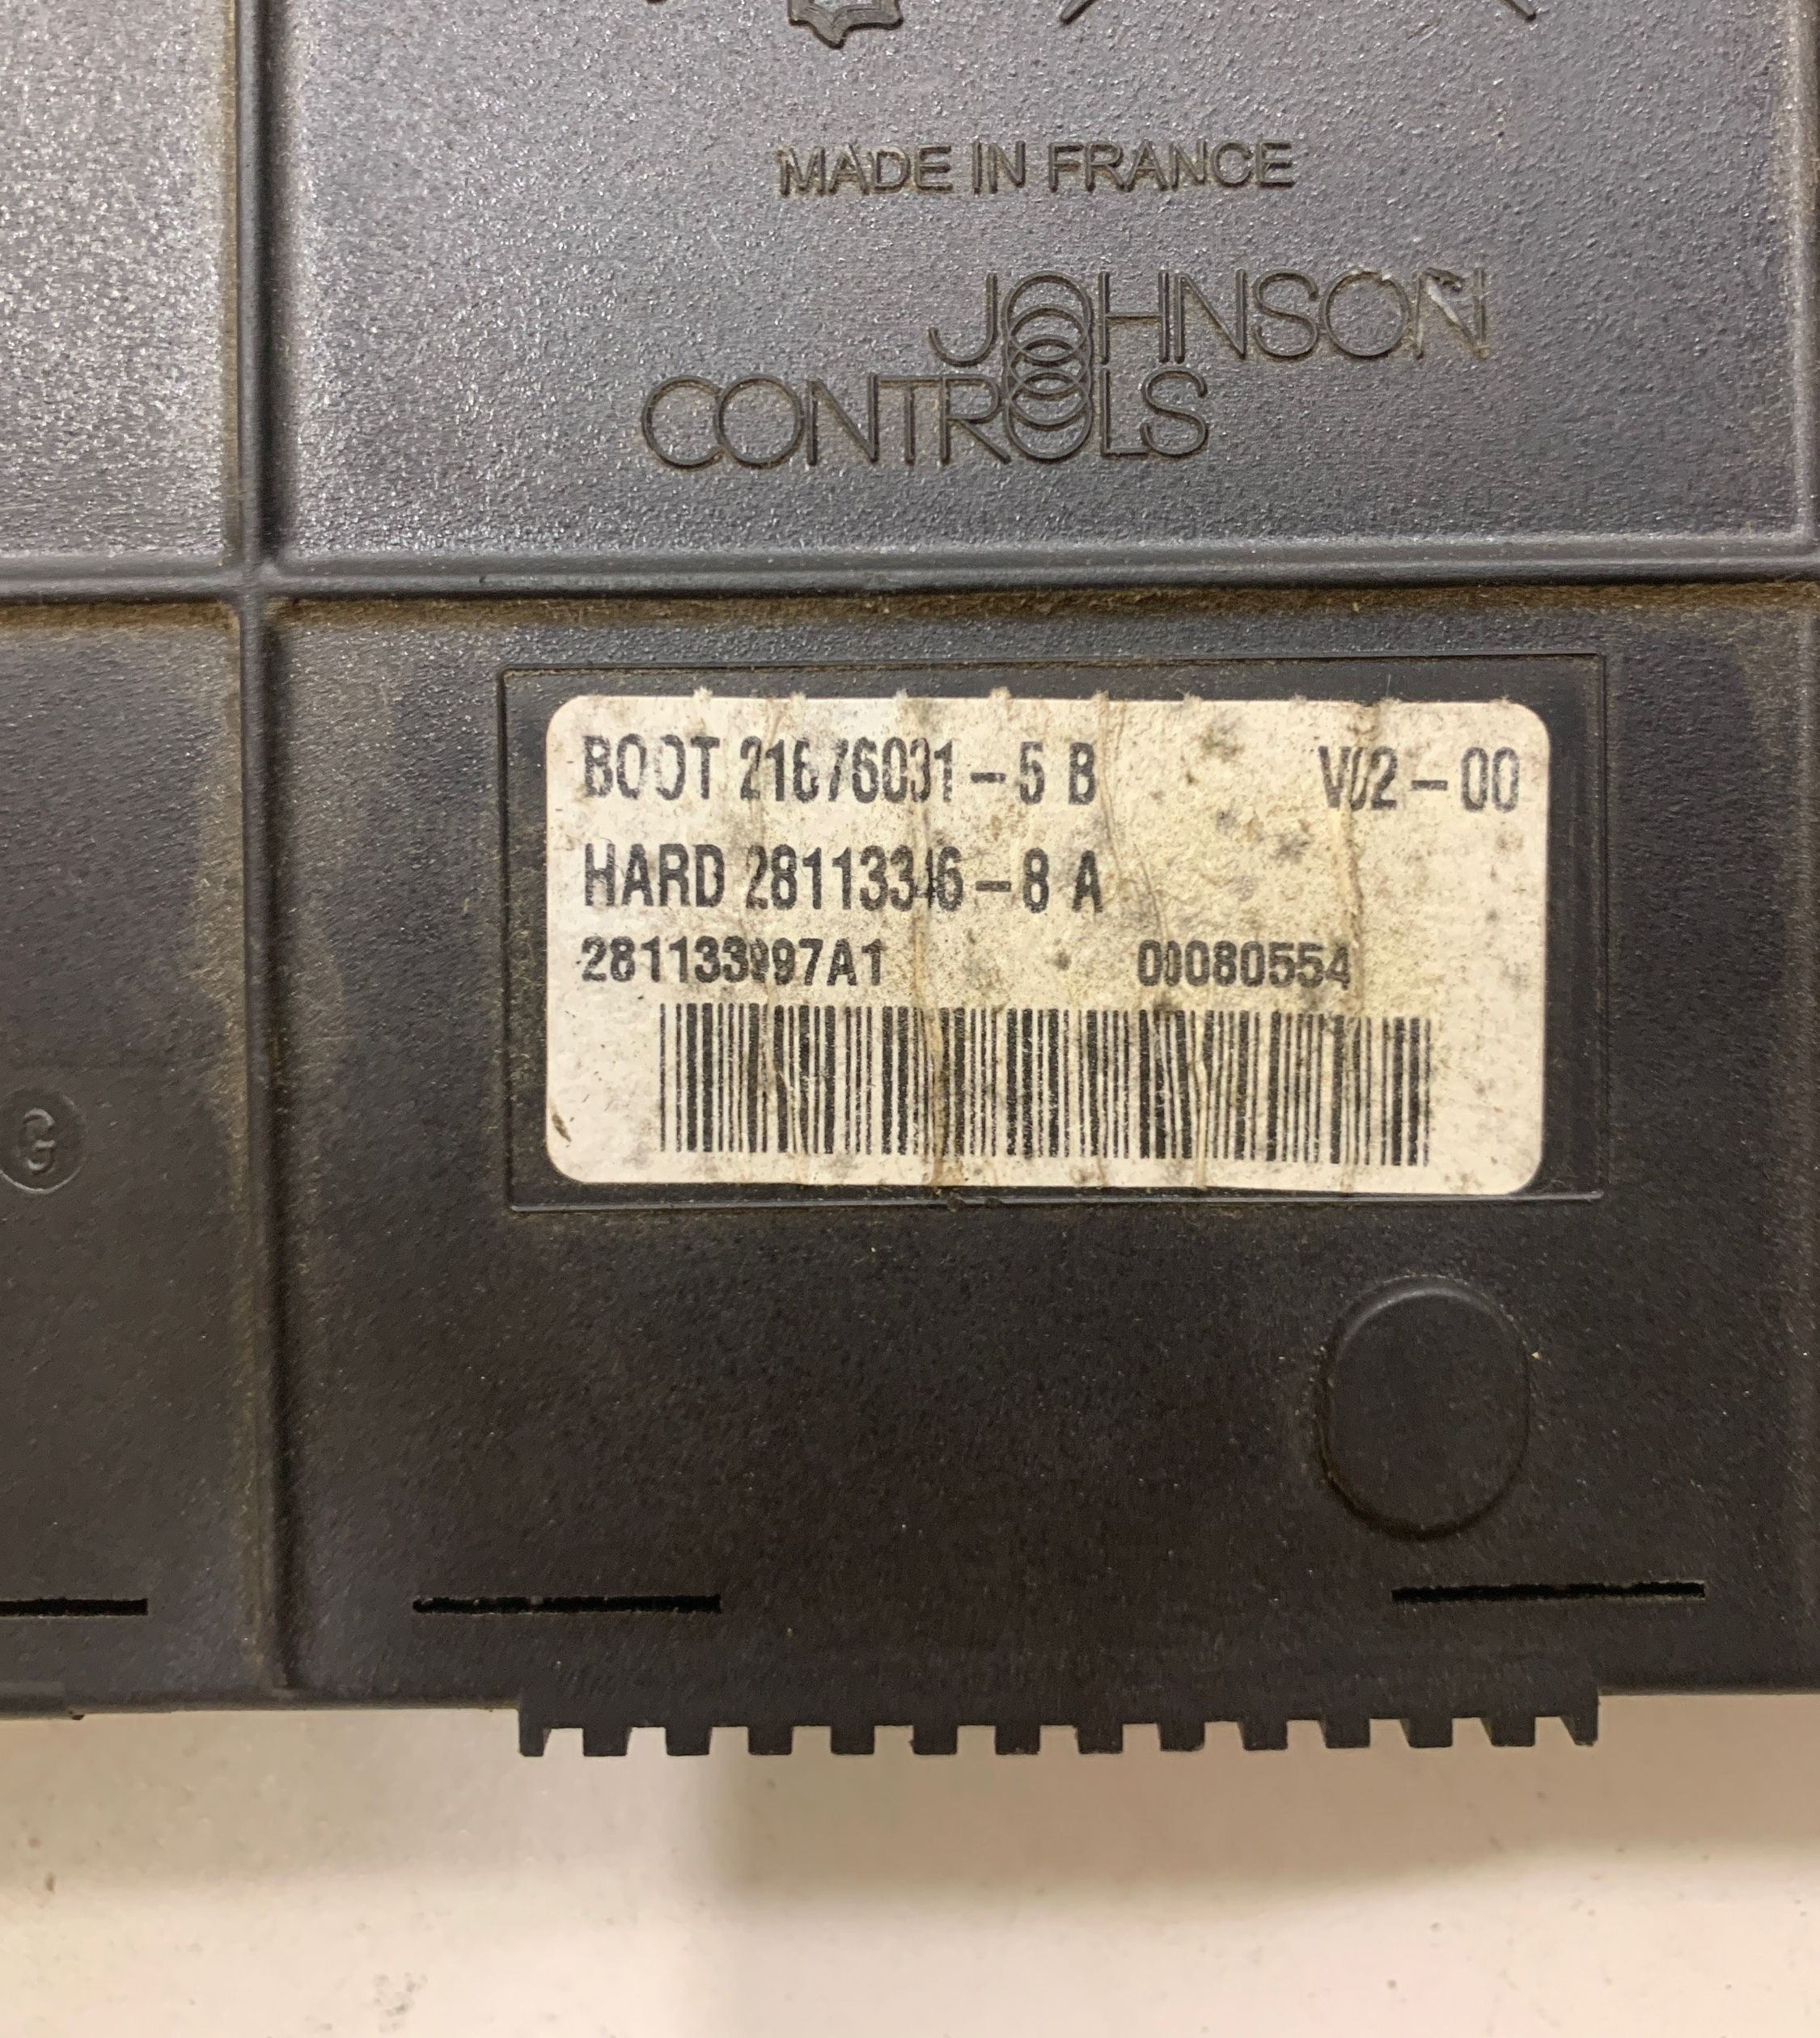 MADE IN FRANCE
JOHNSON
CONTROLS
BOOT 21676031-5 B V02-00
HARD 28113346-8 A
281133997A1 00080554
G